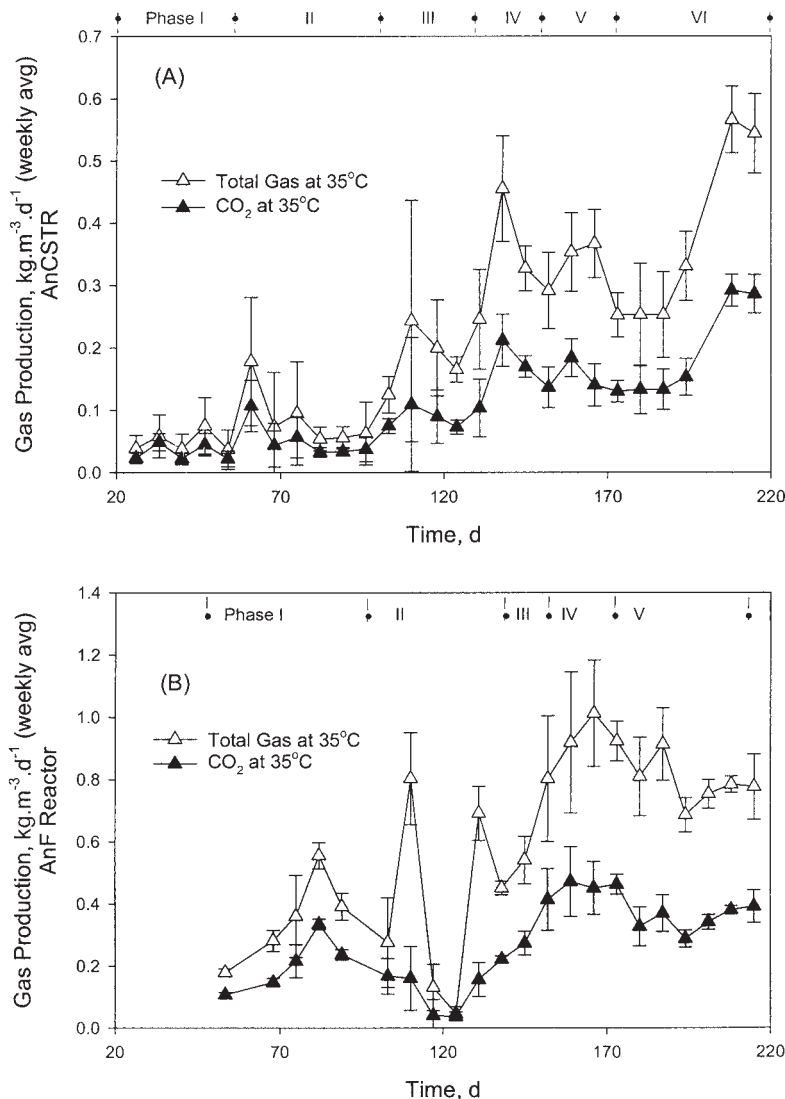 Phase I II III IV V VI
0.7
(A)
0.6
0.5
Total Gas at 35°C
CO₂ at 35°C
0.4
0.3
0.2
0.1
0.0
20 70 120 170 220
Time, d
Gas Production, kg.m⁻³.d⁻¹ (weekly avg)
AnCSTR
1.4
Phase I II III IV V
1.2
(B)
1.0
Total Gas at 35°C
CO₂ at 35°C
0.8
0.6
0.4
0.2
0.0
20 70 120 170 220
Time, d
Gas Production, kg.m⁻³.d⁻¹ (weekly avg)
AnF Reactor